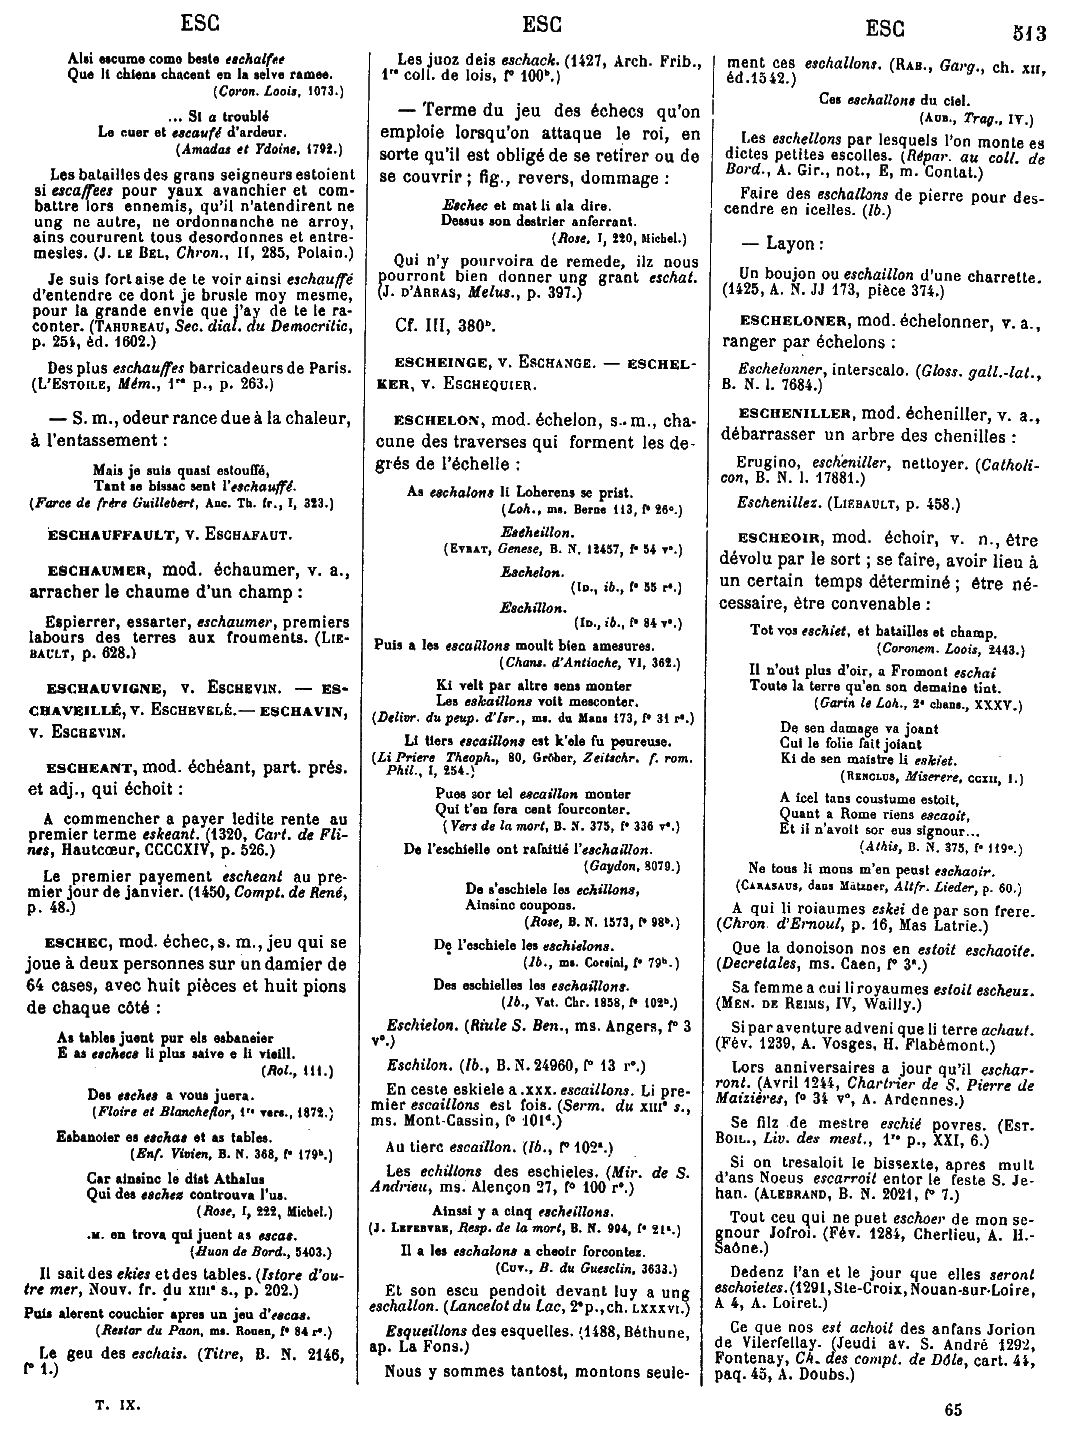 ESC
ESC
ESC
513
Alsi escume come beste eschalfee
Que li chiens chacent en la selve ramee.
(Coron. Loois, 1073.)
... Si a troublé
Le cuer et escaufé d'ardeur.
(Amadas et Ydoine, 1792.)
Les batailles des grans seigneurs estoient
si escaffees pour yaux avanchier et com-
battre lors ennemis, qu'il n'atendirent ne
ung ne autre, ne ordonnanche ne arroy,
ains coururent tous desordonnes et entre-
mesles. (J. LE BEL, Chron., II, 285, Polain.)
Je suis fort aise de te voir ainsi eschauffé
d'entendre ce dont je brusle moy mesme,
pour la grande envie que j'ay de te le ra-
conter. (TAHUREAU, Sec. dial. du Democritic,
p. 254, éd. 1602.)
Des plus eschauffes barricadeurs de Paris.
(L'ESTOILE, Mém., 1re p., p. 263.)
— S. m., odeur rance due à la chaleur,
à l'entassement :
Mais je suis quasi estouffé,
Tant se bissac sent l'eschauffé.
(Farce de frère Guillebert, Anc. Th. fr., I, 323.)
ESCHAUFFAULT, V. ESCHAFAUT.
ESCHAUMER, mod. échaumer, v. a.,
arracher le chaume d'un champ :
Espierrer, essarter, eschaumer, premiers
labours des terres aux frouments. (LIE-
BAULT, p. 628.)
ESCHAUVIGNE, V. ESCHEVIN. — ES-
CHAVEILLÉ, V. ESCHEVELÉ. — ESCHAVIN,
V. ESCHEVIN.
ESCHEANT, mod. échéant, part. prés.
et adj., qui échoit :
A commencher a payer ledite rente au
premier terme eskeant. (1320, Cart. de Fli-
nes, Hautcœur, CCCCXIV, p. 526.)
Le premier payement escheant au pre-
mier jour de janvier. (1450, Compt. de René,
p. 48.)
ESCHEC, mod. échec, s. m., jeu qui se
joue à deux personnes sur un damier de
64 cases, avec huit pièces et huit pions
de chaque côté :
As tables juent pur els esbaneier
E as eschecs li plus saive e li vieill.
(Rol., 111.)
Des esches a vous juera.
(Floire et Blancheflor, 1re vers., 1872.)
Esbanoier es eschas et as tables.
(Enf. Vivien, B. N. 368, f° 179b.)
Car ainsinc le dist Athalus
Qui des eschez controuva l'us.
(Rose, I, 222, Michel.)
.M. en trova qui juent as escas.
(Huon de Bord., 5403.)
Il sait des ekies et des tables. (Istore d'ou-
tre mer, Nouv. fr. du XIIIe s., p. 202.)
Puis alerent couchier apres un jeu d'escas.
(Restor du Paon, ms. Rouen, f° 84 r°.)
Le geu des eschais. (Titre, B. N. 2146,
f° 1.)
T. IX.
Les juoz deis eschack. (1427, Arch. Frib.,
1re coll. de lois, f° 100b.)
— Terme du jeu des échecs qu'on
emploie lorsqu'on attaque le roi, en
sorte qu'il est obligé de se retirer ou de
se couvrir ; fig., revers, dommage :
Eschec et mat li ala dire.
Dessus son destrier anferrant.
(Rose, I, 220, Michel.)
Qui n'y pourvoira de remede, ilz nous
pourront bien donner ung grant eschat.
(J. D'ARRAS, Melus., p. 397.)
Cf. III, 380b.
ESCHEINGE, V. ESCHANGE. — ESCHEL-
KER, V. ESCHEQUIER.
ESCHELON, mod. échelon, s. m., cha-
cune des traverses qui forment les de-
grés de l'échelle :
As eschalons li Loherens se prist.
(Loh., ms. Berne 113, f° 26c.)
Escheillon.
(EVRAT, Genese, B. N. 12457, f° 54 v°.)
Eschelon.
(ID., ib., f° 55 r°.)
Eschillon.
(ID., ib., f° 84 v°.)
Puis a les escaillons moult bien amesures.
(Chans. d'Antioche, VI, 362.)
Ki velt par altre sens monter
Les eskaillons voit mesconter.
(Delivr. du peup. d'Isr., ms. du Mans 173, f° 31 r°.)
Li tiers escaillons est k'ele fu peureuse.
(Li Priere Theoph., 80, Gröber, Zeitschr. f. rom.
Phil., I, 254.)
Pues sor tel escaillon monter
Qui t'en fera cent fourconter.
(Vers de la mort, B. N. 375, f° 336 v°.)
De l'eschielle ont rafaitié l'eschaillon.
(Gaydon, 8079.)
De s'eschiele les echillons,
Ainsinc coupons.
(Rose, B. N. 1573, f° 98b.)
De l'eschiele les eschielons.
(Ib., ms. Corsini, f° 79b.)
Des eschielles les eschaillons.
(Ib., Vat. Chr. 1858, f° 102b.)
Eschielon. (Riule S. Ben., ms. Angers, f° 3
v°.)
Eschilon. (Ib., B. N. 24960, f° 13 r°.)
En ceste eskiele a .xxx. escaillons. Li pre-
mier escaillons est fois. (Serm. du XIIIe s.,
ms. Mont-Cassin, f° 101d.)
Au tierc escaillon. (Ib., f° 102a.)
Les echillons des eschieles. (Mir. de S.
Andrieu, ms. Alençon 27, f° 100 r°.)
Ainssi y a cinq escheillons.
(J. LEFEBVRE, Resp. de la mort, B. N. 994, f° 21a.)
Il a les eschalons a cheoir forcontez.
(CUV., B. du Guesclin, 3633.)
Et son escu pendoit devant luy a ung
eschallon. (Lancelot du Lac, 2e p., ch. LXXXVI.)
Esqueillons des esquelles. (1488, Béthune,
ap. La Fons.)
Nous y sommes tantost, montons seule-
ment ces eschallons. (RAB., Garg., ch. XII,
éd. 1542.)
Ces eschallons du ciel.
(AUB., Trag., IV.)
Les eschellons par lesquels l'on monte es
dictes petites escolles. (Répar. au coll. de
Bord., A. Gir., not., E, m. Contat.)
Faire des eschallons de pierre pour des-
cendre en icelles. (Ib.)
— Layon :
Un boujon ou eschaillon d'une charrette.
(1425, A. N. JJ 173, pièce 374.)
ESCHELONER, mod. échelonner, v. a.,
ranger par échelons :
Eschelonner, interscalo. (Gloss. gall.-lat.,
B. N. l. 7684.)
ESCHENILLER, mod. écheniller, v. a.,
débarrasser un arbre des chenilles :
Erugino, escheniller, nettoyer. (Catholi-
con, B. N. l. 17881.)
Eschenillez. (LIEBAULT, p. 458.)
ESCHEOIR, mod. échoir, v. n., être
dévolu par le sort ; se faire, avoir lieu à
un certain temps déterminé ; être né-
cessaire, être convenable :
Tot vos eschiet, et batailles et champ.
(Coronem. Loois, 2443.)
Il n'out plus d'oir, a Fromont eschai
Toute la terre qu'en son demaine tint.
(Garin le Loh., 2e chans., XXXV.)
De sen damage va joant
Cui le folie fait joiant
Ki de sen maistre li eskiet.
(RENCLUS, Miserere, CCXII, 1.)
A icel tans coustume estoit,
Quant a Rome riens escaoit,
Et il n'avoit sor eus signour...
(Athis, B. N. 375, f° 119c.)
Ne tous li mons m'en peust eschaoir.
(CARASAUS, dans Mätzner, Altfr. Lieder, p. 60.)
A qui li roiaumes eskei de par son frere.
(Chron. d'Ernoul, p. 16, Mas Latrie.)
Que la donoison nos en estoit eschaoite.
(Decretales, ms. Caen, f° 3a.)
Sa femme a cui li royaumes estoit escheuz.
(MEN. DE REIMS, IV, Wailly.)
Si par aventure adveni que li terre achaut.
(Fév. 1239, A. Vosges, H. Flabémont.)
Lors anniversaires a jour qu'il eschar-
ront. (Avril 1244, Chartrier de S. Pierre de
Maizières, f° 34 v°, A. Ardennes.)
Se filz de mestre eschié povres. (EST.
BOIL., Liv. des mest., 1re p., XXI, 6.)
Si on tresaloit le bissexte, apres mult
d'ans Noeus escarroit entor le feste S. Je-
han. (ALEBRAND, B. N. 2021, f° 7.)
Tout ceu qui ne puet eschoer de mon se-
gnour Jofroi. (Fév. 1284, Cherlieu, A. H.-
Saône.)
Dedenz l'an et le jour que elles seront
eschoietes. (1291, Ste-Croix, Nouan-sur-Loire,
A 4, A. Loiret.)
Ce que nos est achoit des anfans Jorion
de Vilerfellay. (Jeudi av. S. André 1292,
Fontenay, Ch. des compt. de Dôle, cart. 44,
paq. 45, A. Doubs.)
65